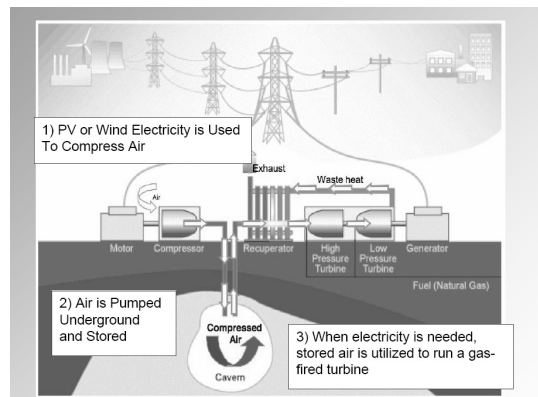 1) PV or Wind Electricity is Used
To Compress Air
Exhaust
Waste heat
Air
Motor
Compressor
Recuperator
High
Pressure
Turbine
Low
Pressure
Turbine
Generator
Fuel (Natural Gas)
2) Air is Pumped
Underground
and Stored
Compressed
Air
Cavern
3) When electricity is needed,
stored air is utilized to run a gas-
fired turbine